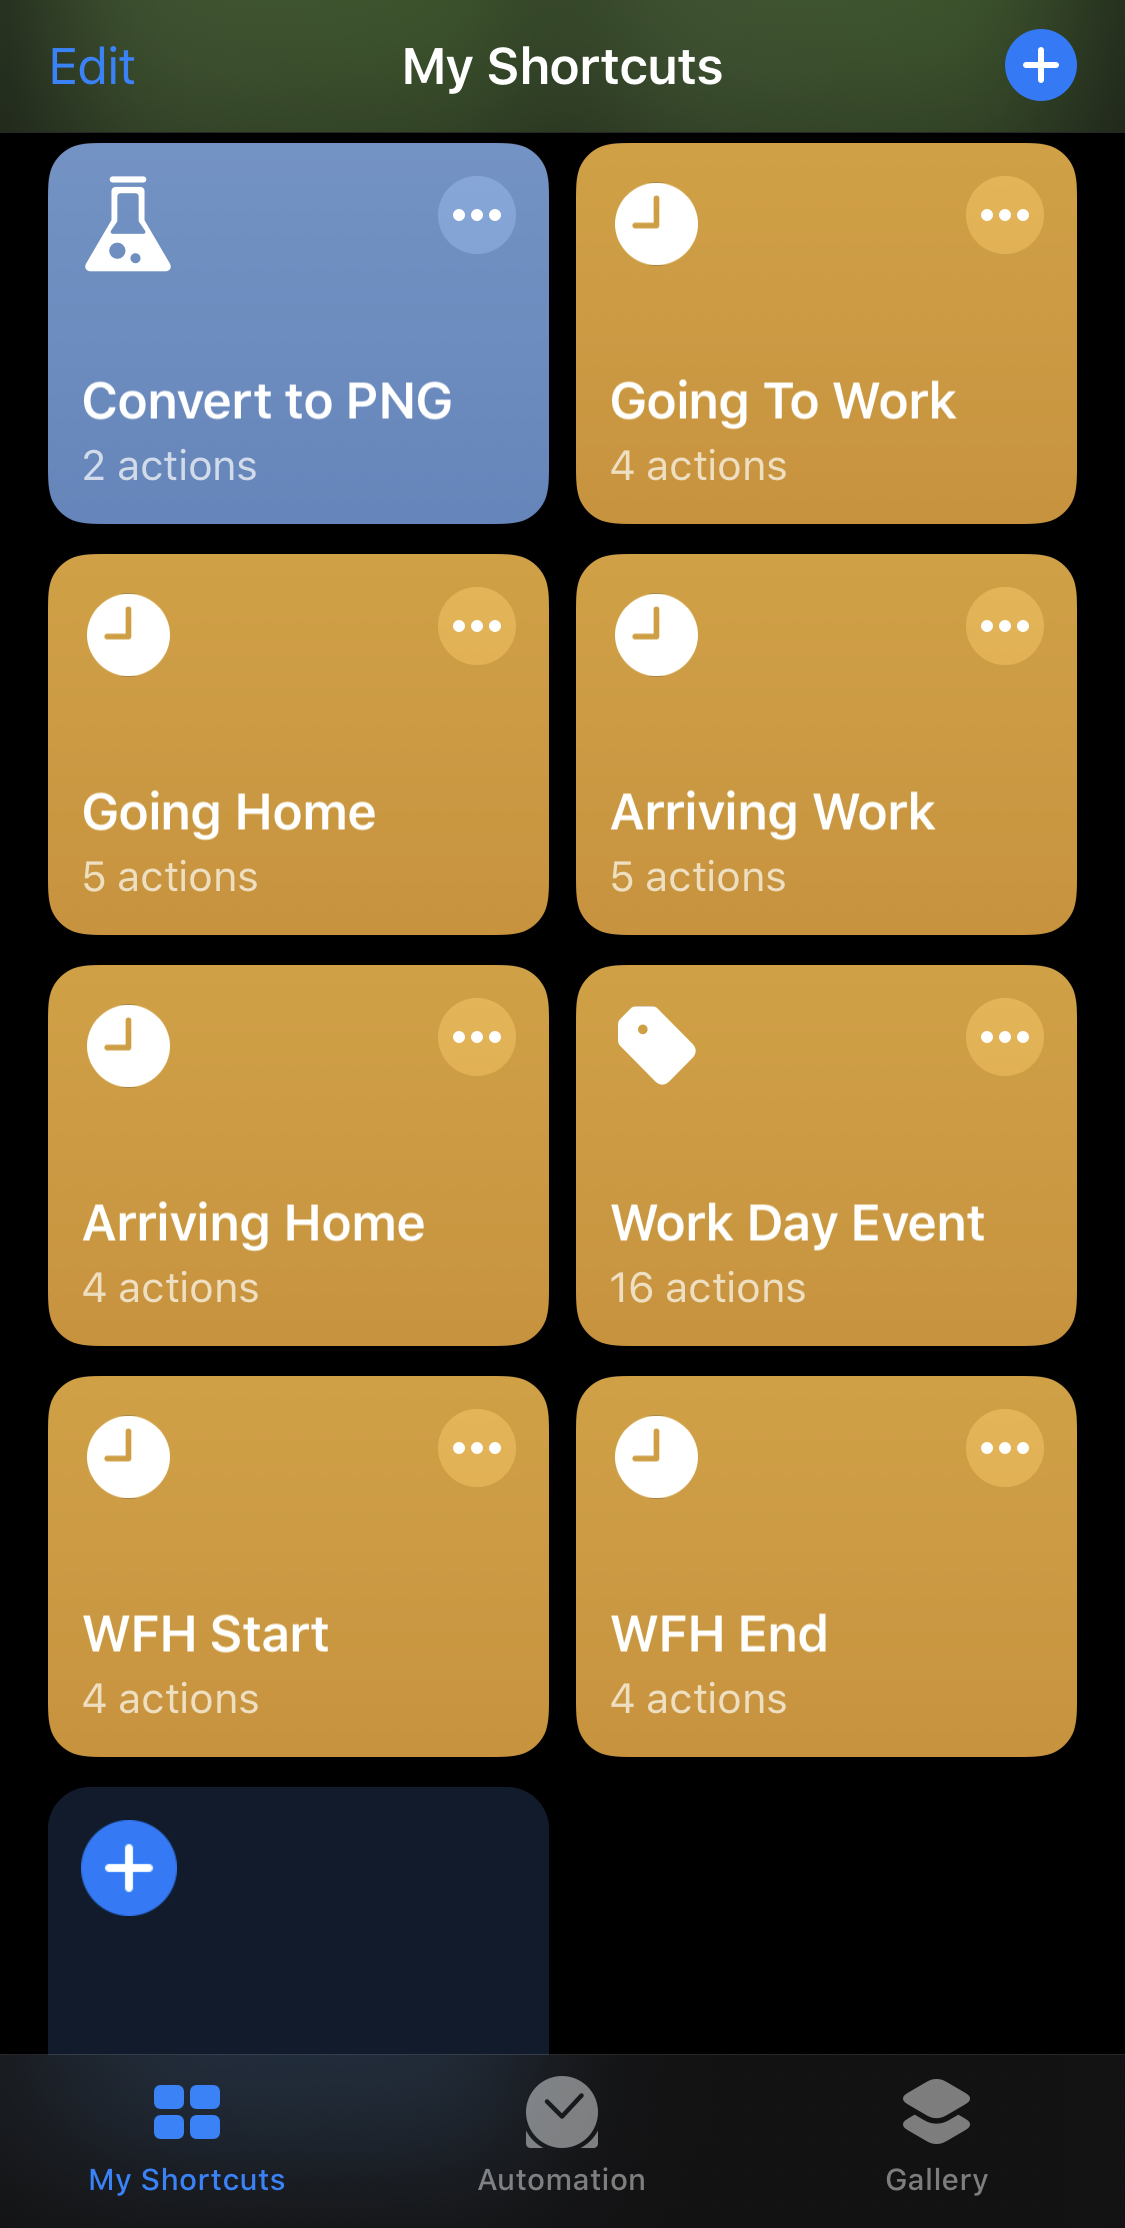 Edit
My Shortcuts
Convert to PNG
2 actions
Going To Work
4 actions
Going Home
5 actions
Arriving Work
5 actions
Arriving Home
4 actions
Work Day Event
16 actions
WFH Start
4 actions
WFH End
4 actions
My Shortcuts
Automation
Gallery